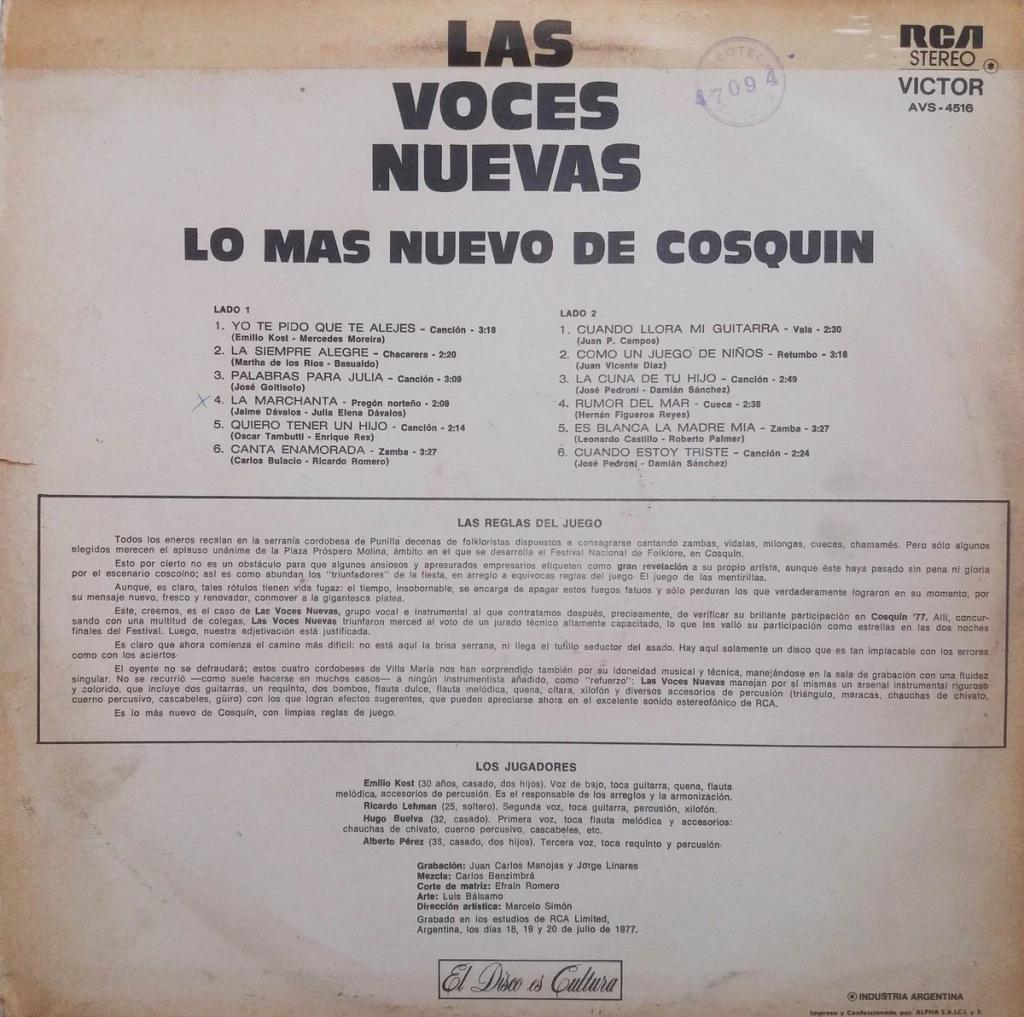 LAS
VOCES
NUEVAS
LO MAS NUEVO DE COSQUIN
RCA
STEREO
VICTOR
AVS-4516
47094
LADO 1
1. YO TE PIDO QUE TE ALEJES - Canción - 3:18
(Emilio Kost - Mercedes Moreira)
2. LA SIEMPRE ALEGRE - Chacarera - 2:20
(Martha de los Ríos - Basualdo)
3. PALABRAS PARA JULIA - Canción - 3:09
(José Goitisolo)
4. LA MARCHANTA - Pregón norteño - 2:08
(Jaime Dávalos - Julia Elena Dávalos)
5. QUIERO TENER UN HIJO - Canción - 2:14
(Oscar Tambutti - Enrique Rex)
6. CANTA ENAMORADA - Zamba - 3:27
(Carlos Bulacio - Ricardo Romero)
LADO 2
1. CUANDO LLORA MI GUITARRA - Vals - 2:30
(Juan P. Campos)
2. COMO UN JUEGO DE NIÑOS - Retumbo - 3:18
(Juan Vicente Díaz)
3. LA CUNA DE TU HIJO - Canción - 2:49
(José Pedroni - Damián Sánchez)
4. RUMOR DEL MAR - Cueca - 2:38
(Hernán Figueroa Reyes)
5. ES BLANCA LA MADRE MIA - Zamba - 3:27
(Leonardo Castillo - Roberto Palmer)
6. CUANDO ESTOY TRISTE - Canción - 2:24
(José Pedroni - Damián Sánchez)
LAS REGLAS DEL JUEGO
Todos los eneros recalan en la serranía cordobesa de Punilla decenas de folkloristas dispuestos a consagrarse cantando zambas, vidalas, milongas, cuecas, chamamés. Pero sólo algunos
elegidos merecen el aplauso unánime de la Plaza Próspero Molina, ámbito en el que se desarrolla el Festival Nacional de Folklore, en Cosquín.
Esto por cierto no es un obstáculo para que algunos ansiosos y apresurados empresarios etiqueten como gran revelación a su propio artista, aunque éste haya pasado sin pena ni gloria
por el escenario coscoíno; así es como abundan los "triunfadores" de la fiesta, en arreglo a equívocas reglas del juego. El juego de las mentirillas.
Aunque, es claro, tales rótulos tienen vida fugaz: el tiempo, insobornable, se encarga de apagar estos fuegos fatuos y sólo perduran los que verdaderamente lograron en su momento, por
su mensaje nuevo, fresco y renovador, conmover a la gigantesca platea.
Este, creemos, es el caso de Las Voces Nuevas, grupo vocal e instrumental al que contratamos después, precisamente, de verificar su brillante participación en Cosquín '77. Allí, concur-
sando con una multitud de colegas, Las Voces Nuevas triunfaron merced al voto de un jurado técnico altamente capacitado, lo que les valió su participación como estrellas en las dos noches
finales del Festival. Luego, nuestra adjetivación está justificada.
Es claro que ahora comienza el camino más difícil: no está aquí la brisa serrana, ni llega el tufillo seductor del asado. Hay aquí solamente un disco que es tan implacable con los errores
como con los aciertos.
El oyente no se defraudará; estos cuatro cordobeses de Villa María nos han sorprendido también por su idoneidad musical y técnica, manejándose en la sala de grabación con una fluidez
singular. No se recurrió —como suele hacerse en muchos casos— a ningún instrumentista añadido, como "refuerzo": Las Voces Nuevas manejan por sí mismas un arsenal instrumental riguroso
y colorido, que incluye dos guitarras, un requinto, dos bombos, flauta dulce, flauta melódica, quena, cítara, xilofón y diversos accesorios de percusión (triángulo, maracas, chauchas de chivato,
cuerno percusivo, cascabeles, güiro) con los que logran efectos sugerentes, que pueden apreciarse ahora en el excelente sonido estereofónico de RCA.
Es lo más nuevo de Cosquín, con limpias reglas de juego.
LOS JUGADORES
Emilio Kost (30 años, casado, dos hijos). Voz de bajo, toca guitarra, quena, flauta
melódica, accesorios de percusión. Es el responsable de los arreglos y la armonización.
Ricardo Lehman (25, soltero). Segunda voz, toca guitarra, percusión, xilofón.
Hugo Buelva (32, casado). Primera voz, toca flauta melódica y accesorios:
chauchas de chivato, cuerno percusivo, cascabeles, etc.
Alberto Pérez (35, casado, dos hijos). Tercera voz, toca requinto y percusión.
Grabación: Juan Carlos Manojas y Jorge Linares
Mezcla: Carlos Benzimbrá
Corte de matriz: Efraín Romero
Arte: Luis Bálsamo
Dirección artística: Marcelo Simón
Grabado en los estudios de RCA Limited,
Argentina, los días 18, 19 y 20 de julio de 1977.
El Disco es Cultura
INDUSTRIA ARGENTINA
Impreso y Confeccionado por ALPHA S.A.I.C.I. y F.